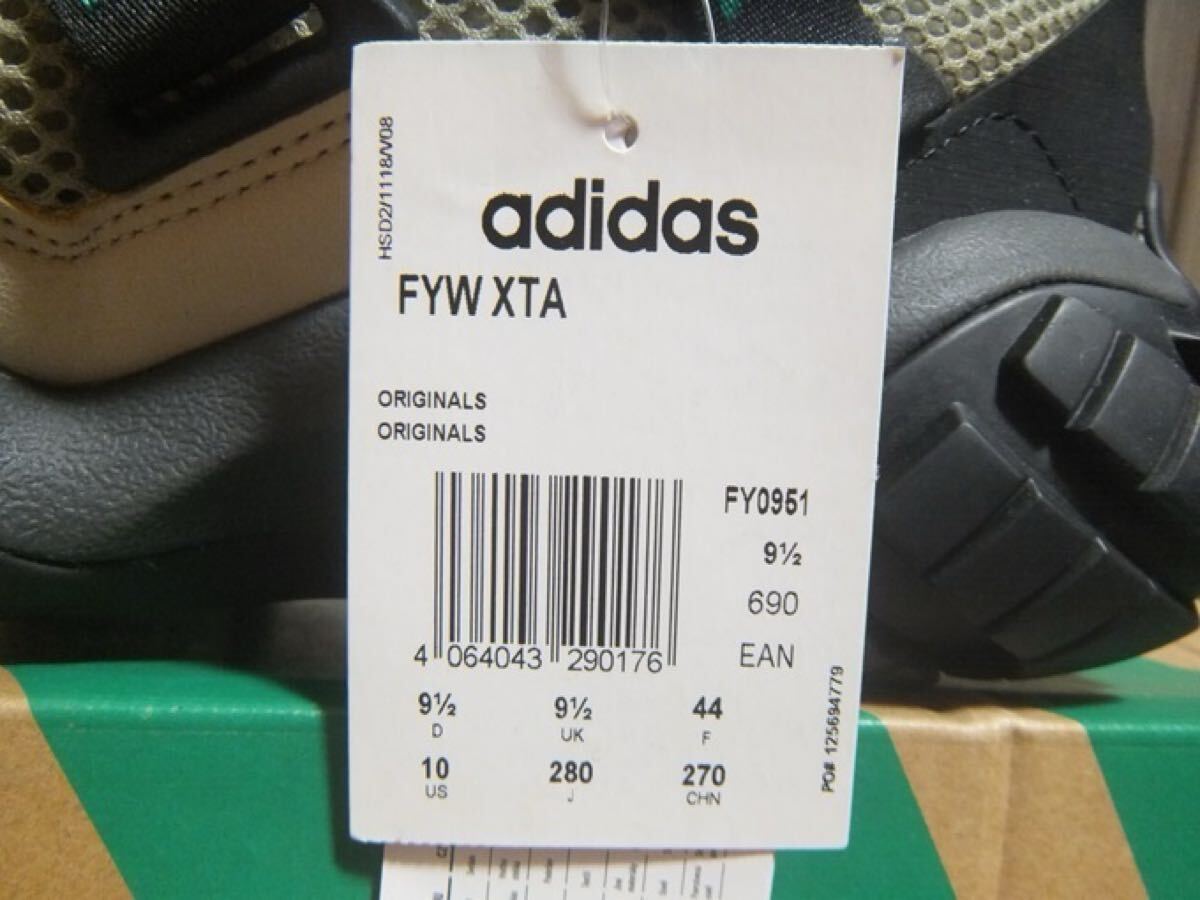 HSD2/1118/V08
adidas
FYW XTA
ORIGINALS
ORIGINALS
FY0951
9½
690
EAN
4 064043 290176
9½ 9½ 44
D UK F
10 280 270
US J CHN
PO# 125694779